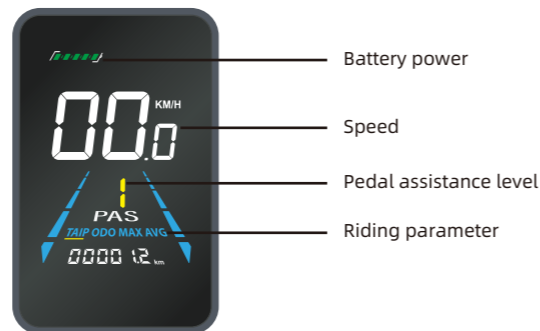 Battery power
KM/H
00.0
Speed
1
Pedal assistance level
PAS
TAIP ODO MAX AVG
Riding parameter
00001.2 km